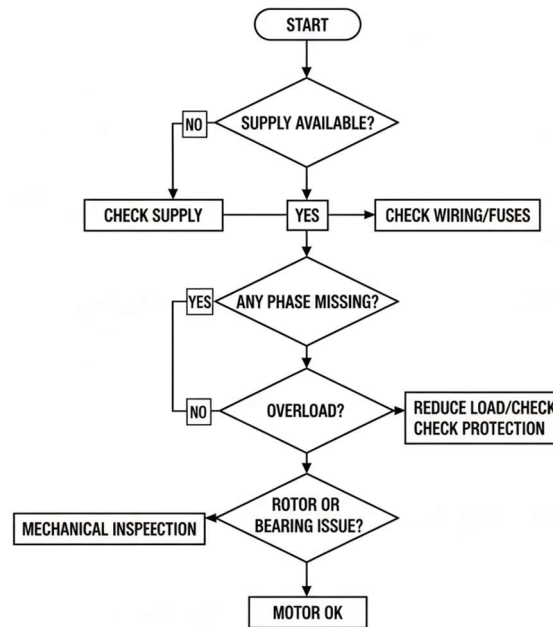 START
SUPPLY AVAILABLE?
NO
CHECK SUPPLY
YES
CHECK WIRING/FUSES
ANY PHASE MISSING?
YES
OVERLOAD?
NO
REDUCE LOAD/CHECK
CHECK PROTECTION
ROTOR OR
BEARING ISSUE?
MECHANICAL INSPEECTION
MOTOR OK